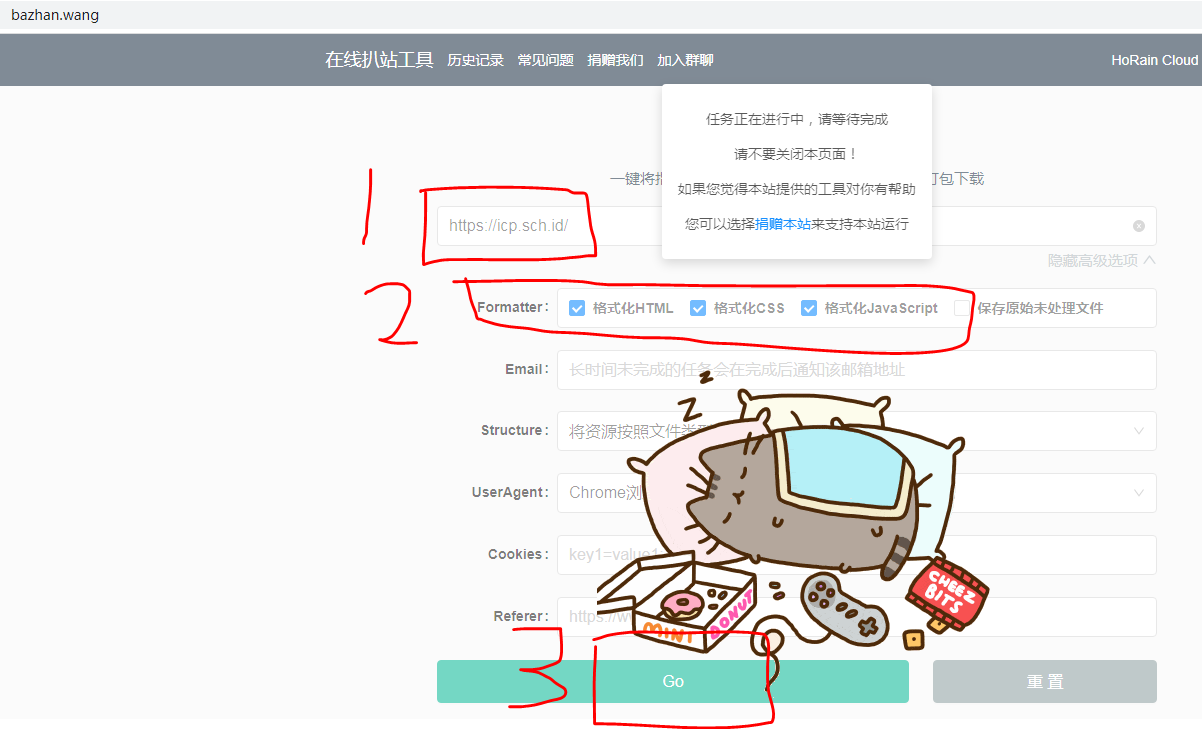 bazhan.wang
在线扒站工具 历史记录 常见问题 捐赠我们 加入群聊 HoRain Cloud
任务正在进行中，请等待完成
请不要关闭本页面！
一键将 打包下载
如果您觉得本站提供的工具对你有帮助
1
https://icp.sch.id/
您可以选择捐赠本站来支持本站运行
隐藏高级选项
2
Formatter: 格式化HTML 格式化CSS 格式化JavaScript 保存原始未处理文件
Email: 长时间未完成的任务会在完成后通知该邮箱地址
z
z
Structure: 将资源按照文件类
UserAgent: Chrome浏
Cookies: key1=value1
CHEEZ
BITS
Referer: https://w
MINT DONUT
3
Go 重 置